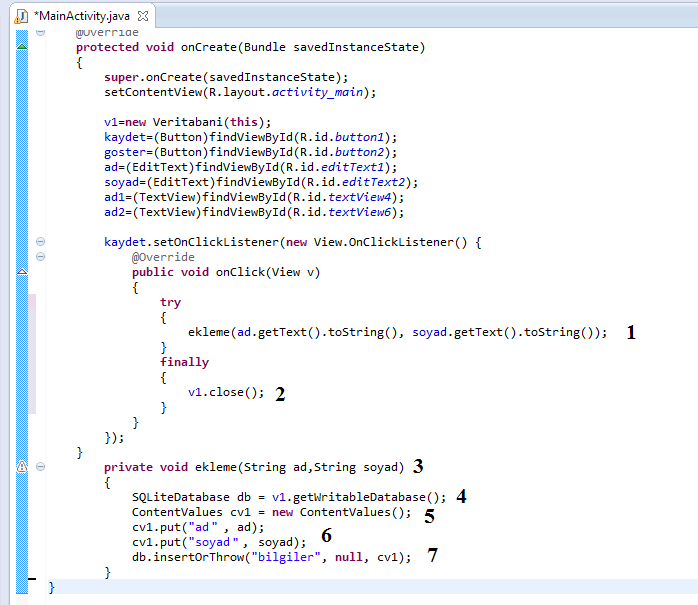 *MainActivity.java
@Override
protected void onCreate(Bundle savedInstanceState)
{
super.onCreate(savedInstanceState);
setContentView(R.layout.activity_main);
v1=new Veritabani(this);
kaydet=(Button)findViewById(R.id.button1);
goster=(Button)findViewById(R.id.button2);
ad=(EditText)findViewById(R.id.editText1);
soyad=(EditText)findViewById(R.id.editText2);
ad1=(TextView)findViewById(R.id.textView4);
ad2=(TextView)findViewById(R.id.textView6);
kaydet.setOnClickListener(new View.OnClickListener() {
@Override
public void onClick(View v)
{
try
{
ekleme(ad.getText().toString(), soyad.getText().toString()); 1
}
finally
{
v1.close(); 2
}
}
});
}
private void ekleme(String ad,String soyad) 3
{
SQLiteDatabase db = v1.getWritableDatabase(); 4
ContentValues cv1 = new ContentValues(); 5
cv1.put("ad" , ad);
cv1.put("soyad" , soyad); 6
db.insertOrThrow("bilgiler", null, cv1); 7
}
}